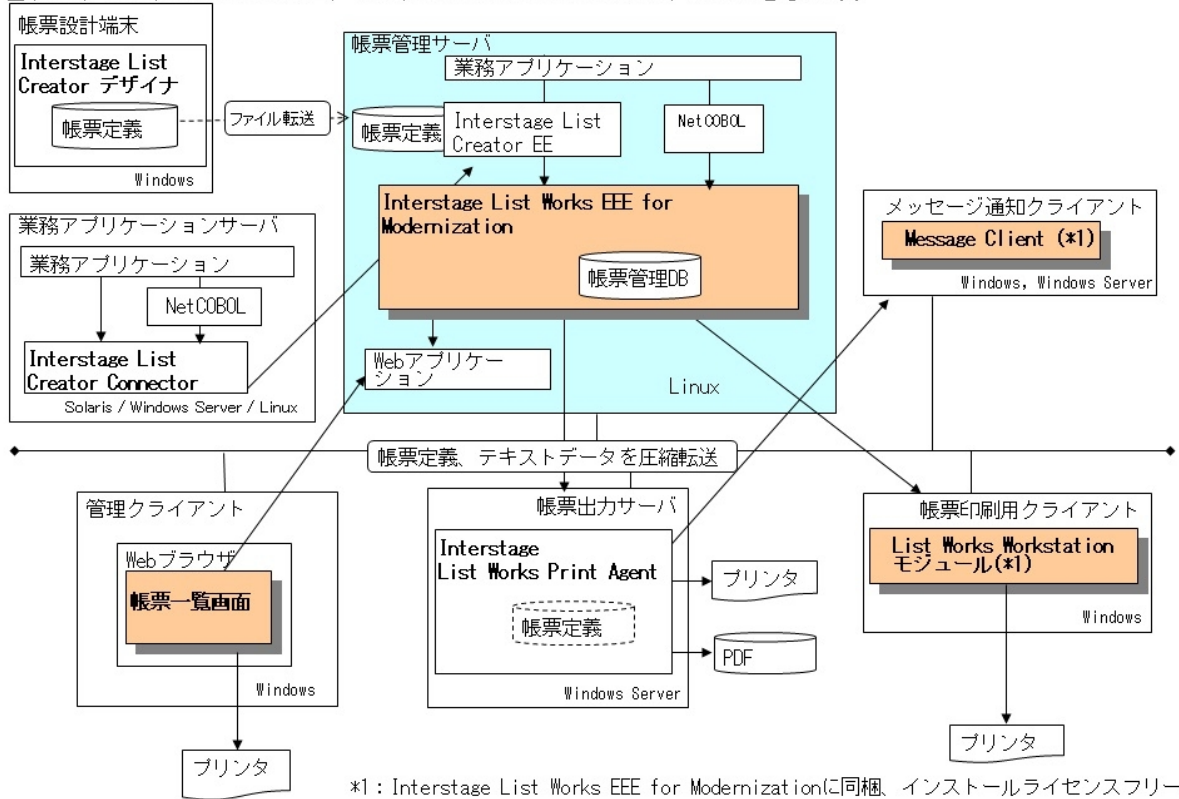 帳票設計端末
Interstage List
Creator デザイナ
帳票定義
Windows
ファイル転送
帳票管理サーバ
業務アプリケーション
帳票定義
Interstage List
Creator EE
NetCOBOL
Interstage List Works EEE for
Modernization
帳票管理DB
Webアプリケー
ション
Linux
業務アプリケーションサーバ
業務アプリケーション
NetCOBOL
Interstage List
Creator Connector
Solaris / Windows Server / Linux
メッセージ通知クライアント
Message Client (*1)
Windows, Windows Server
帳票定義、テキストデータを圧縮転送
管理クライアント
Webブラウザ
帳票一覧画面
Windows
プリンタ
帳票出力サーバ
Interstage
List Works Print Agent
帳票定義
Windows Server
プリンタ
PDF
帳票印刷用クライアント
List Works Workstation
モジュール(*1)
Windows
プリンタ
*1：Interstage List Works EEE for Modernizationに同梱、インストールライセンスフリー